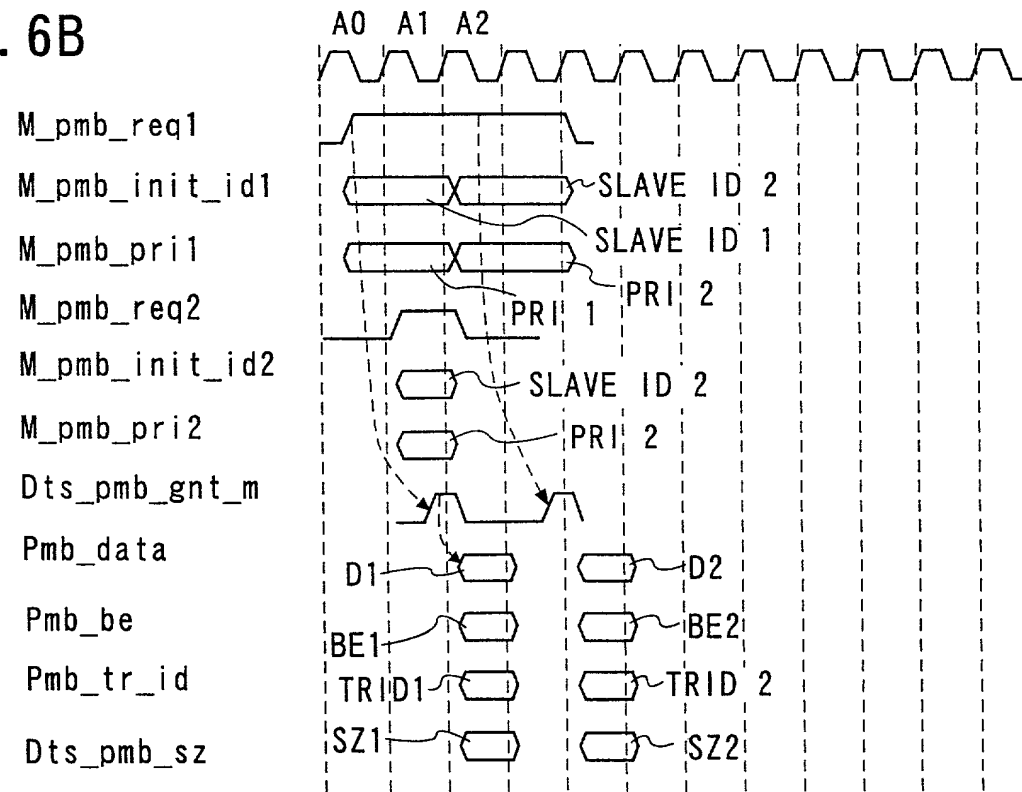 . 6B
A0 A1 A2
M_pmb_req1
M_pmb_init_id1
SLAVE ID 2
SLAVE ID 1
M_pmb_pri1
PRI 2
PRI 1
M_pmb_req2
M_pmb_init_id2
SLAVE ID 2
M_pmb_pri2
PRI 2
Dts_pmb_gnt_m
Pmb_data
D1
D2
Pmb_be
BE1
BE2
Pmb_tr_id
TRID1
TRID 2
Dts_pmb_sz
SZ1
SZ2